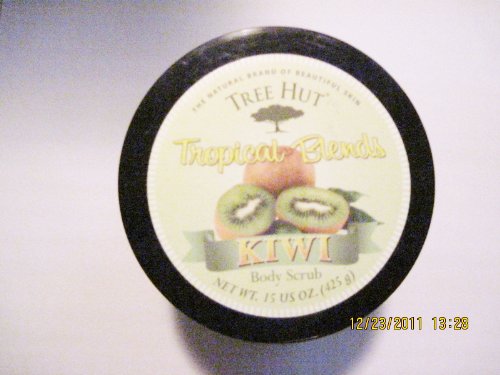 THE NATURAL BRAND OF BEAUTIFUL SKIN
TREE HUT
Tropical Blends
KIWI
Body Scrub
NET WT. 15 US OZ. (425 g)
12/23/2011 13:28